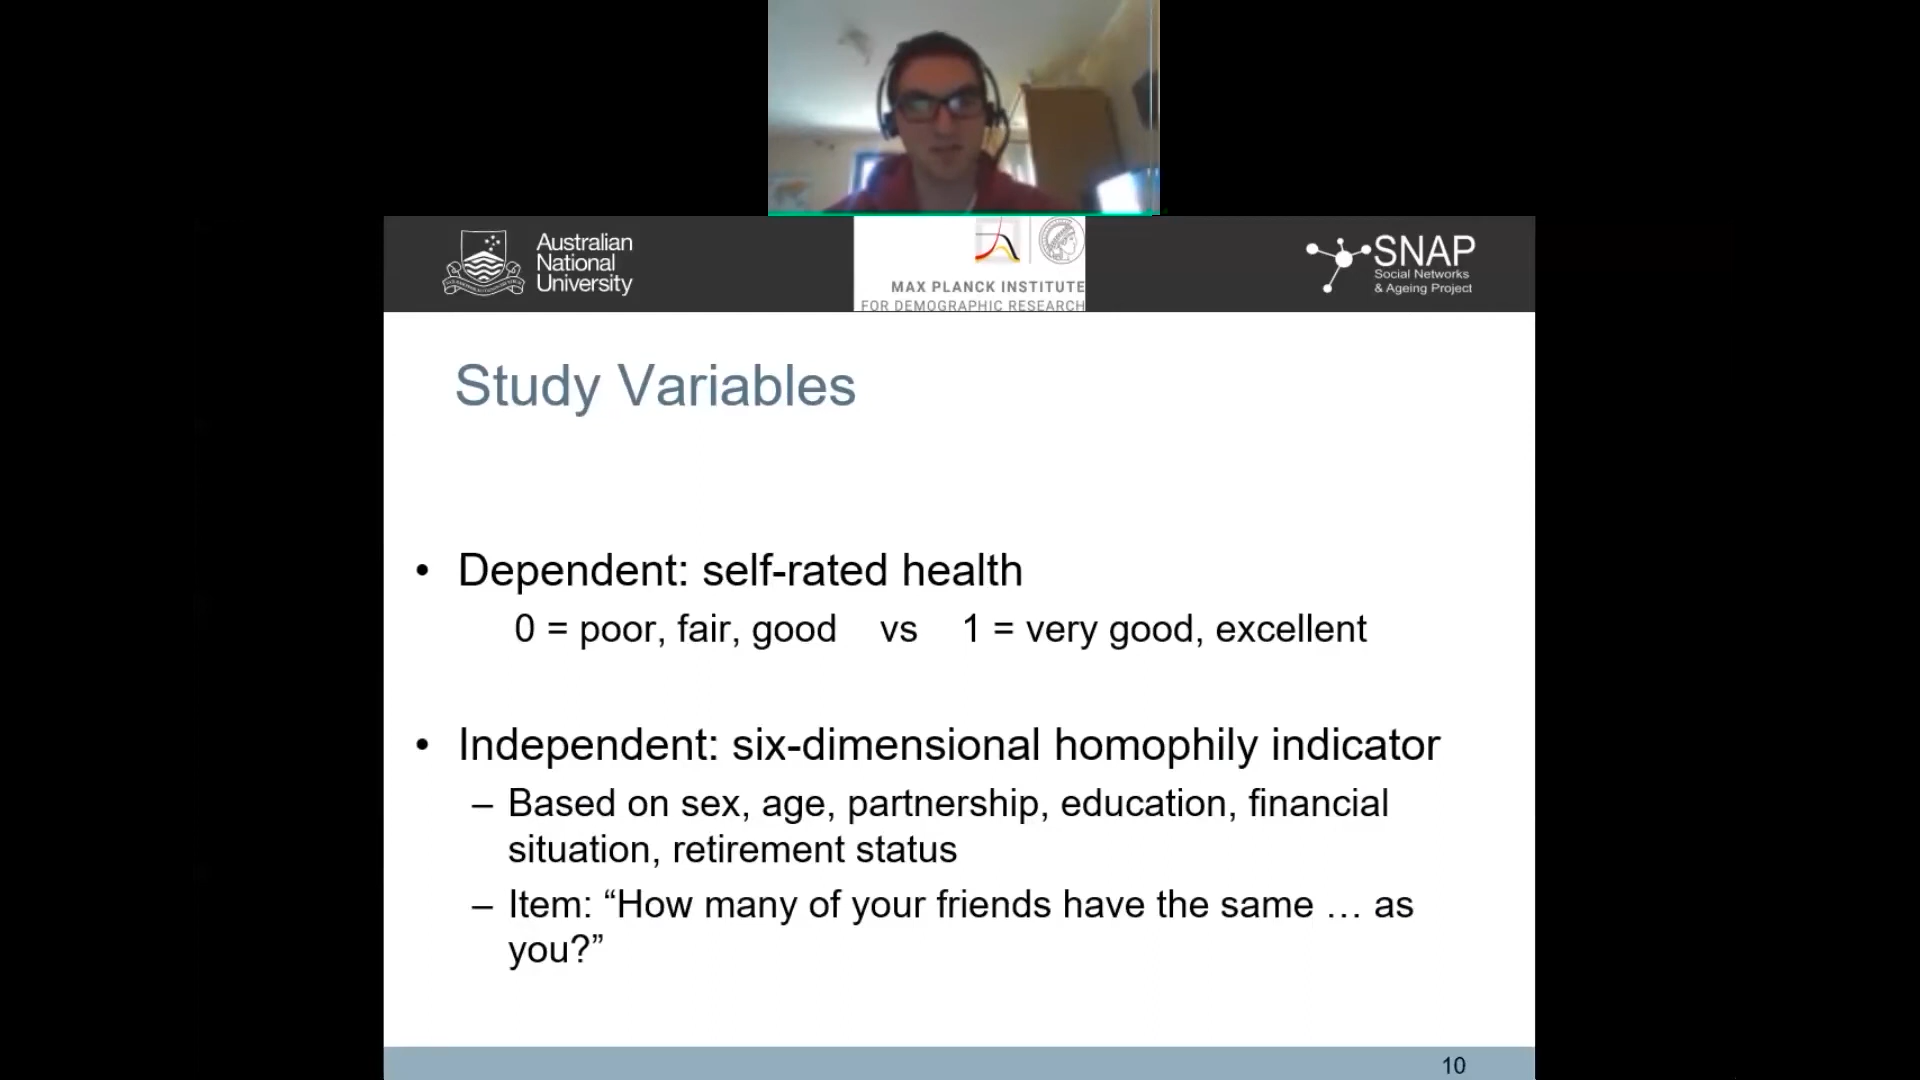 Australian
National
University
MAX PLANCK INSTITUTE
FOR DEMOGRAPHIC RESEARCH
SNAP
Social Networks
& Ageing Project
Study Variables
• Dependent: self-rated health
0 = poor, fair, good vs 1 = very good, excellent
• Independent: six-dimensional homophily indicator
– Based on sex, age, partnership, education, financial
situation, retirement status
– Item: “How many of your friends have the same … as
you?”
10